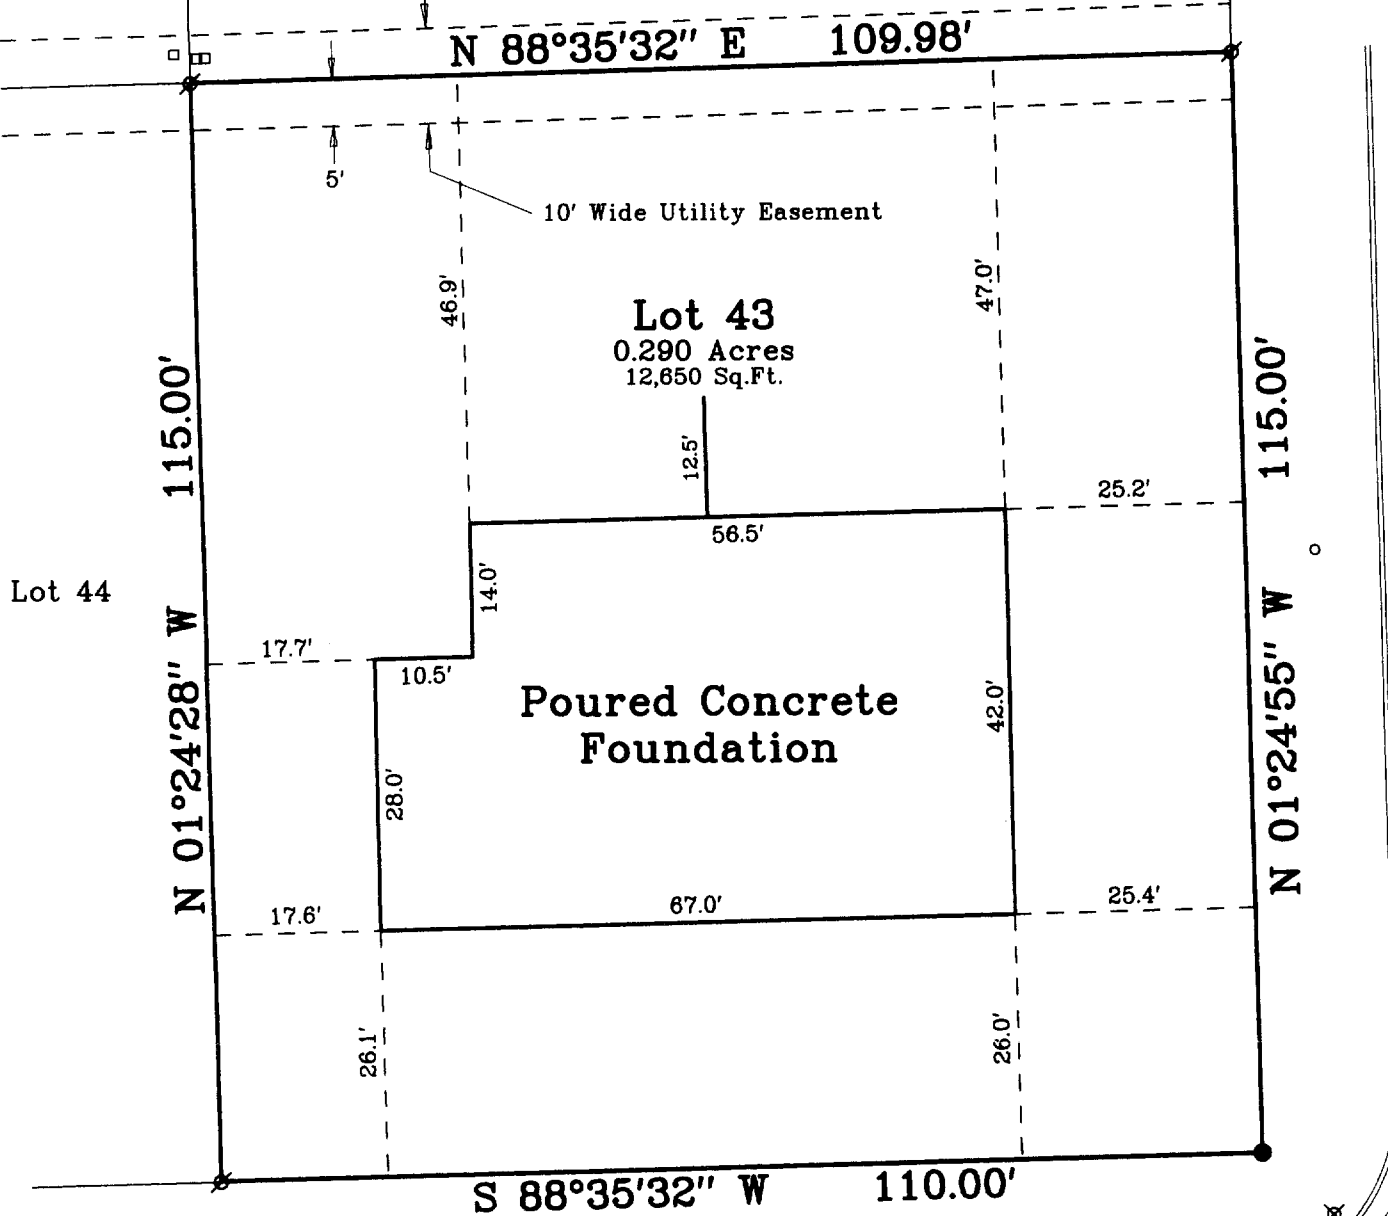 N 88°35'32" E 109.98'
5'
10' Wide Utility Easement
46.9'
47.0'
Lot 43
0.290 Acres
12,650 Sq.Ft.
115.00'
115.00'
12.5'
25.2'
56.5'
Lot 44
14.0'
17.7'
10.5'
N 01°24'28" W
N 01°24'55" W
Poured Concrete
Foundation
42.0'
28.0'
67.0'
25.4'
17.6'
26.1'
26.0'
S 88°35'32" W 110.00'